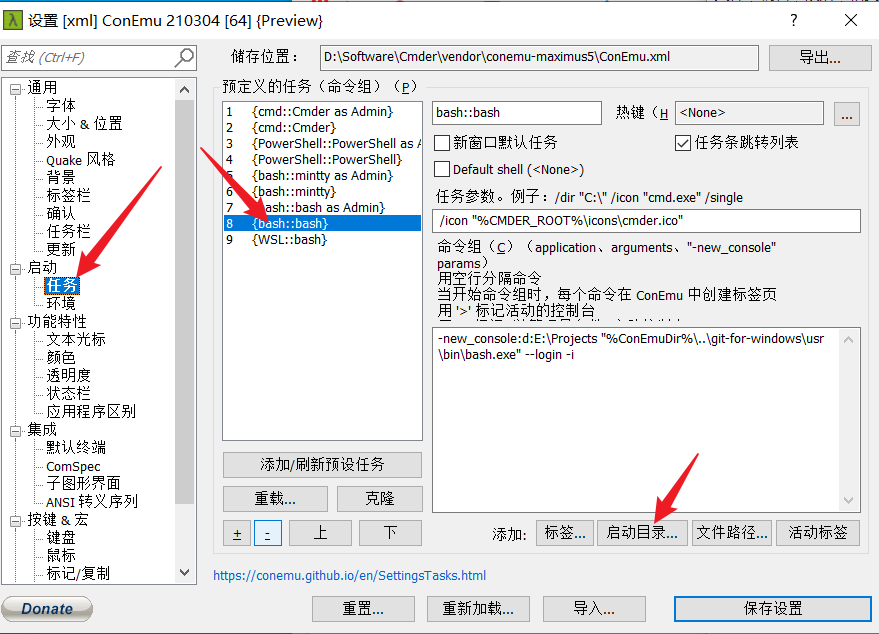 设置 [xml] ConEmu 210304 [64] {Preview}
查找 (Ctrl+F)
储存位置：
D:\Software\Cmder\vendor\conemu-maximus5\ConEmu.xml
导出...
通用
字体
大小 & 位置
外观
Quake 风格
背景
标签栏
确认
任务栏
更新
启动
任务
环境
功能特性
文本光标
颜色
透明度
状态栏
应用程序区别
集成
默认终端
ComSpec
子图形界面
ANSI 转义序列
按键 & 宏
键盘
鼠标
标记/复制
预定义的任务（命令组）（P）
1 {cmd::Cmder as Admin}
2 {cmd::Cmder}
3 {PowerShell::PowerShell as A
4 {PowerShell::PowerShell}
5 {bash::mintty as Admin}
6 {bash::mintty}
7 {bash::bash as Admin}
8 {bash::bash}
9 {WSL::bash}
bash::bash
热键（H
<None>
...
新窗口默认任务
任务条跳转列表
Default shell (<None>)
任务参数。例子：/dir "C:\" /icon "cmd.exe" /single
/icon "%CMDER_ROOT%\icons\cmder.ico"
命令组（C）（application、arguments、"-new_console"
params）
用空行分隔命令
当开始命令组时，每个命令在 ConEmu 中创建标签页
用 '>' 标记活动的控制台
-new_console:d:E:\Projects "%ConEmuDir%\..\git-for-windows\usr
\bin\bash.exe" --login -i
添加/刷新预设任务
重载...
克隆
+
-
上
下
添加:
标签...
启动目录...
文件路径...
活动标签
https://conemu.github.io/en/SettingsTasks.html
Donate
重置...
重新加载...
导入...
保存设置